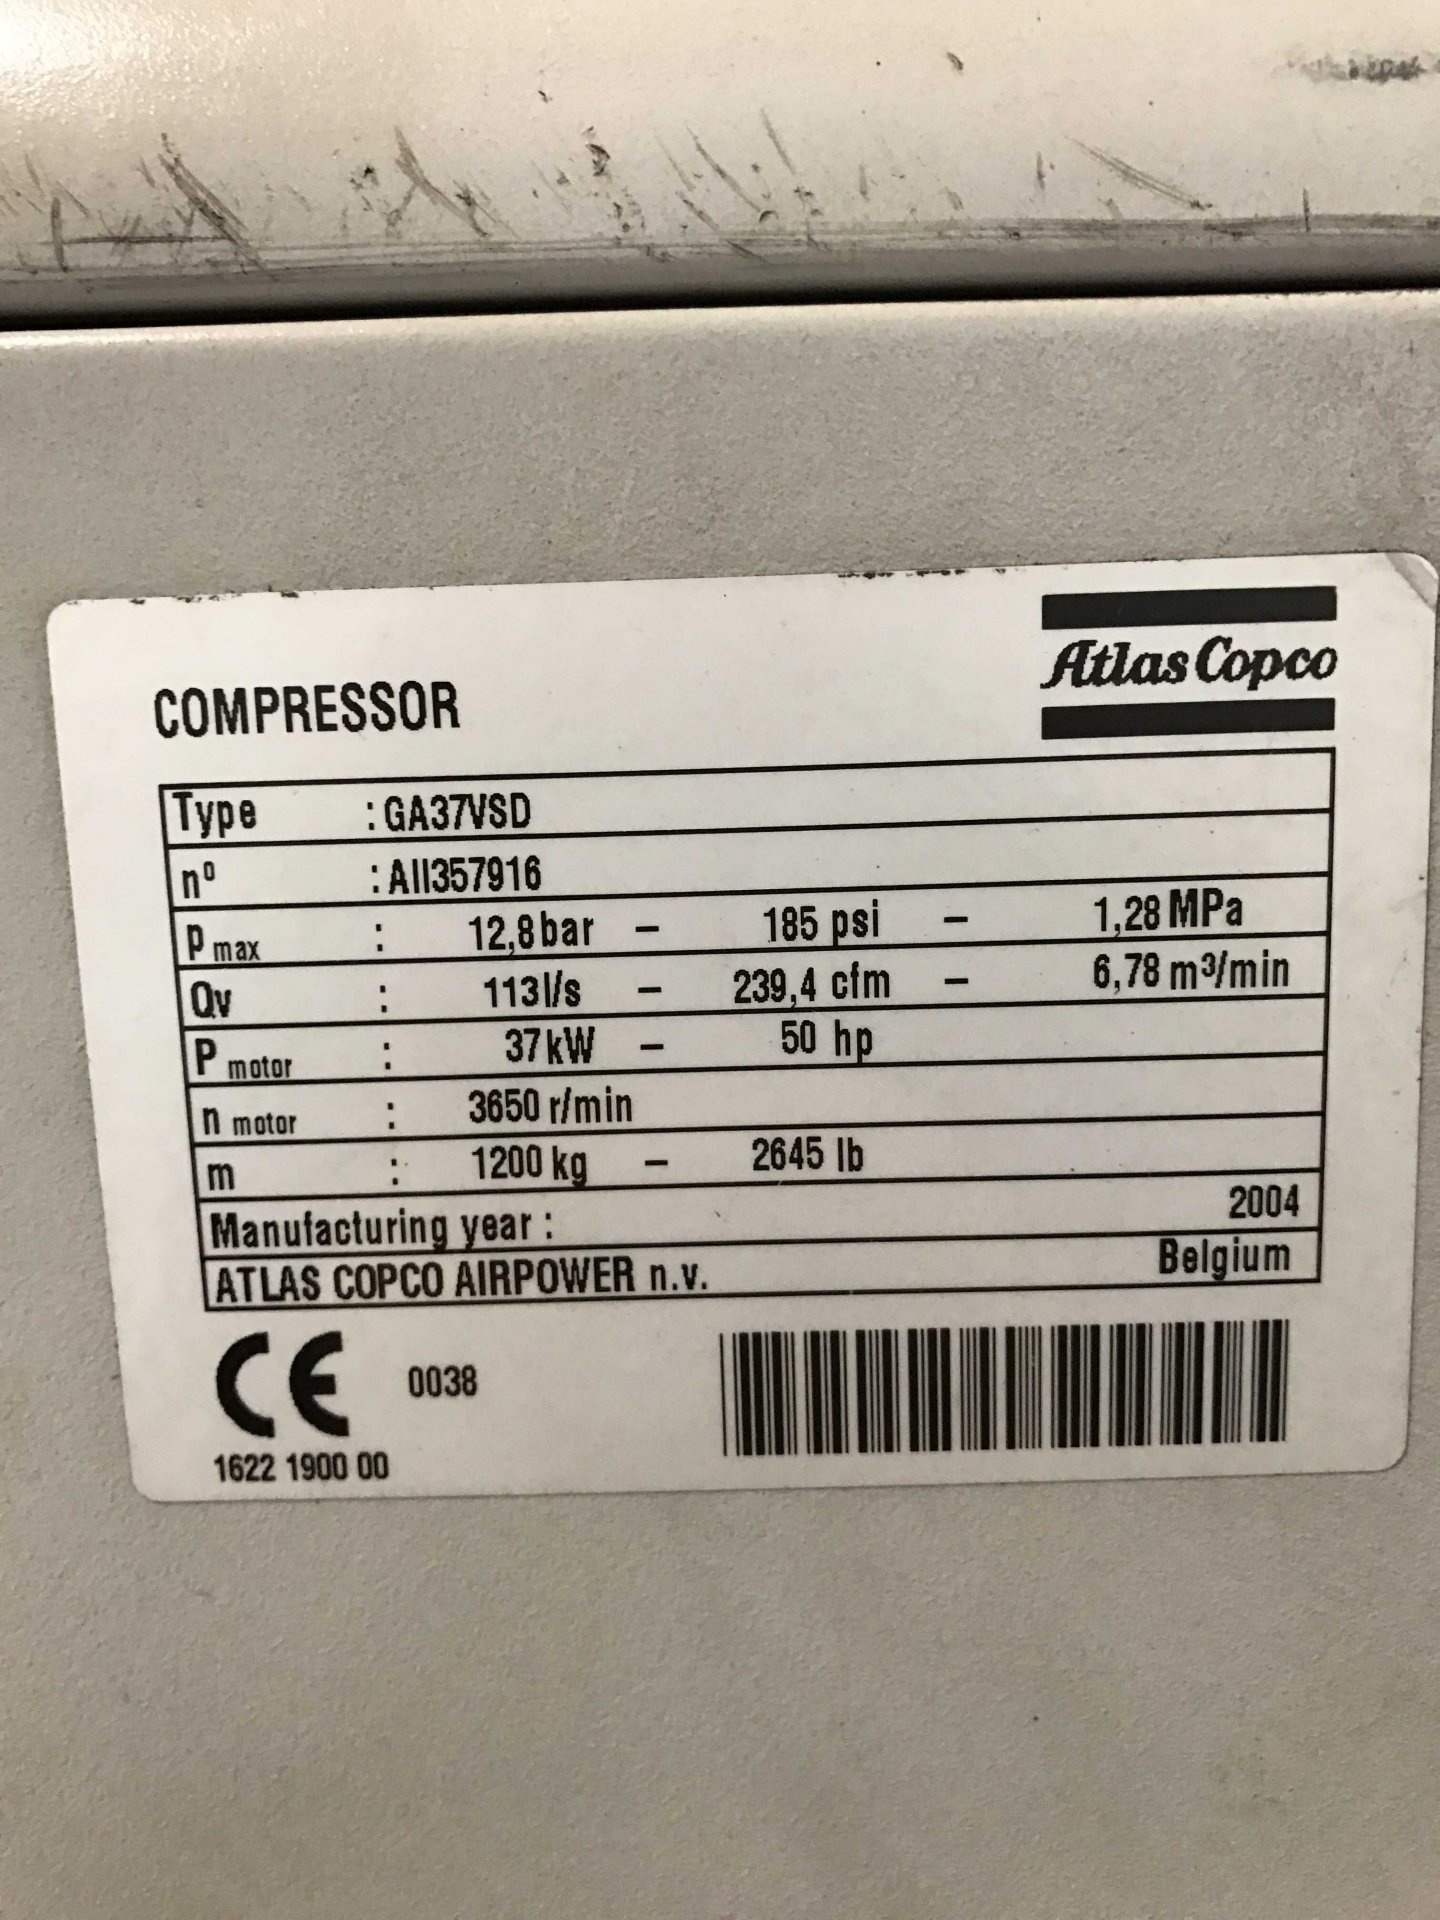 Atlas Copco
COMPRESSOR
Type : GA37VSD
nº : AII357916
P max : 12,8 bar – 185 psi – 1,28 MPa
Qv : 113 l/s – 239,4 cfm – 6,78 m³/min
P motor : 37 kW – 50 hp
n motor : 3650 r/min
m : 1200 kg – 2645 lb
Manufacturing year : 2004
ATLAS COPCO AIRPOWER n.v. Belgium
CE 0038
1622 1900 00